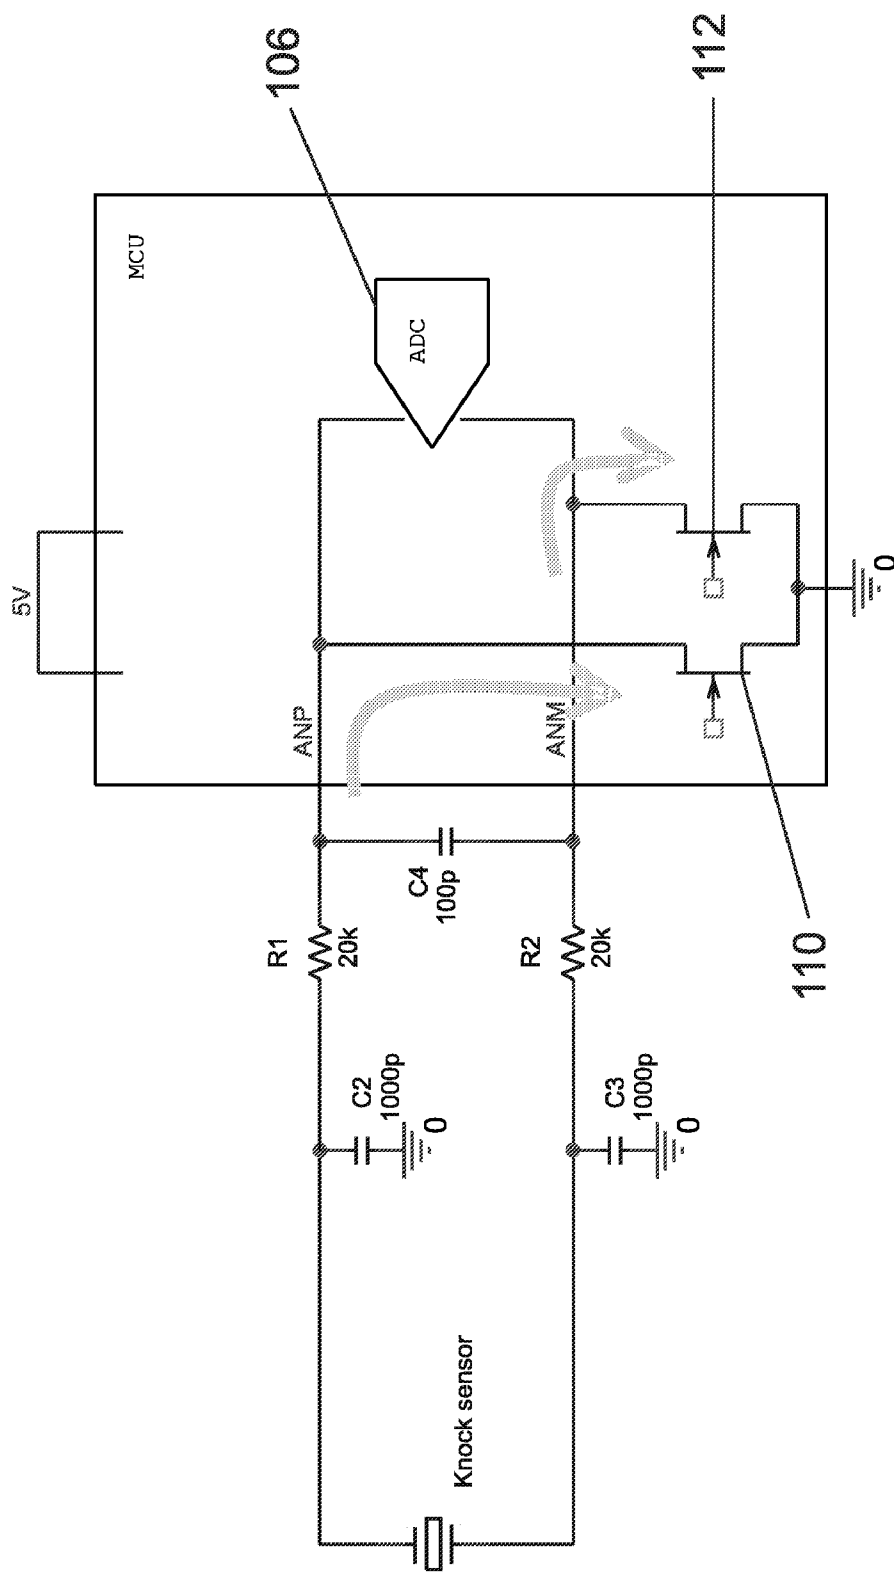 106
112
MCU
ADC
5V
ANP
ANM
0
C4
100p
R1
20k
R2
20k
110
C2
1000p
0
C3
1000p
0
Knock sensor